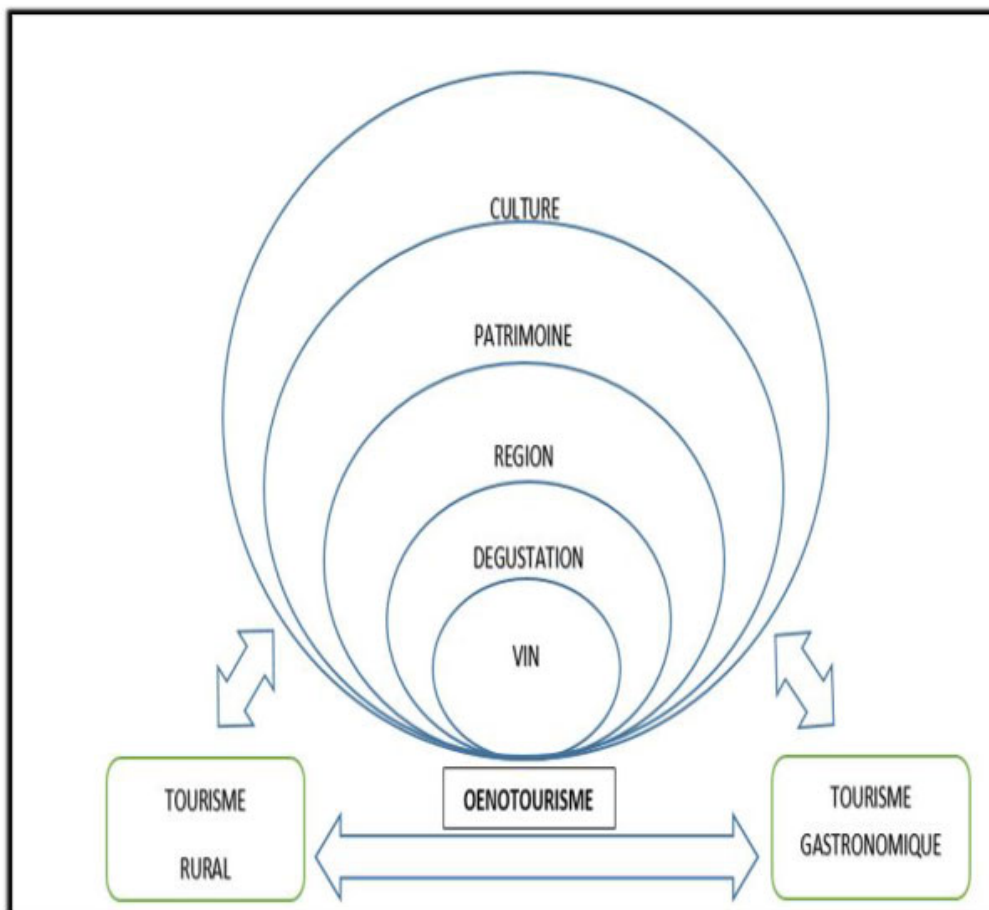 CULTURE
PATRIMOINE
REGION
DEGUSTATION
VIN
TOURISME
RURAL
OENOTOURISME
TOURISME
GASTRONOMIQUE